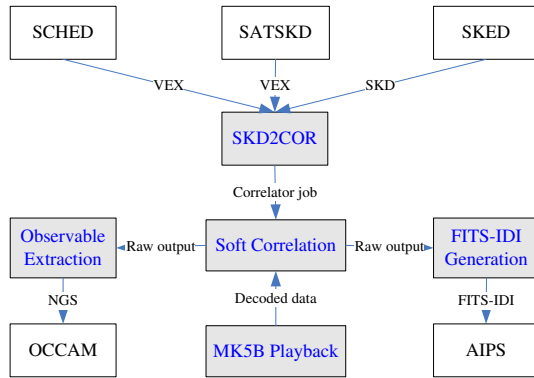 SCHED
SATSKD
SKED
VEX
VEX
SKD
SKD2COR
Correlator job
Observable
Extraction
Raw output
Soft Correlation
Raw output
FITS-IDI
Generation
NGS
Decoded data
FITS-IDI
OCCAM
MK5B Playback
AIPS